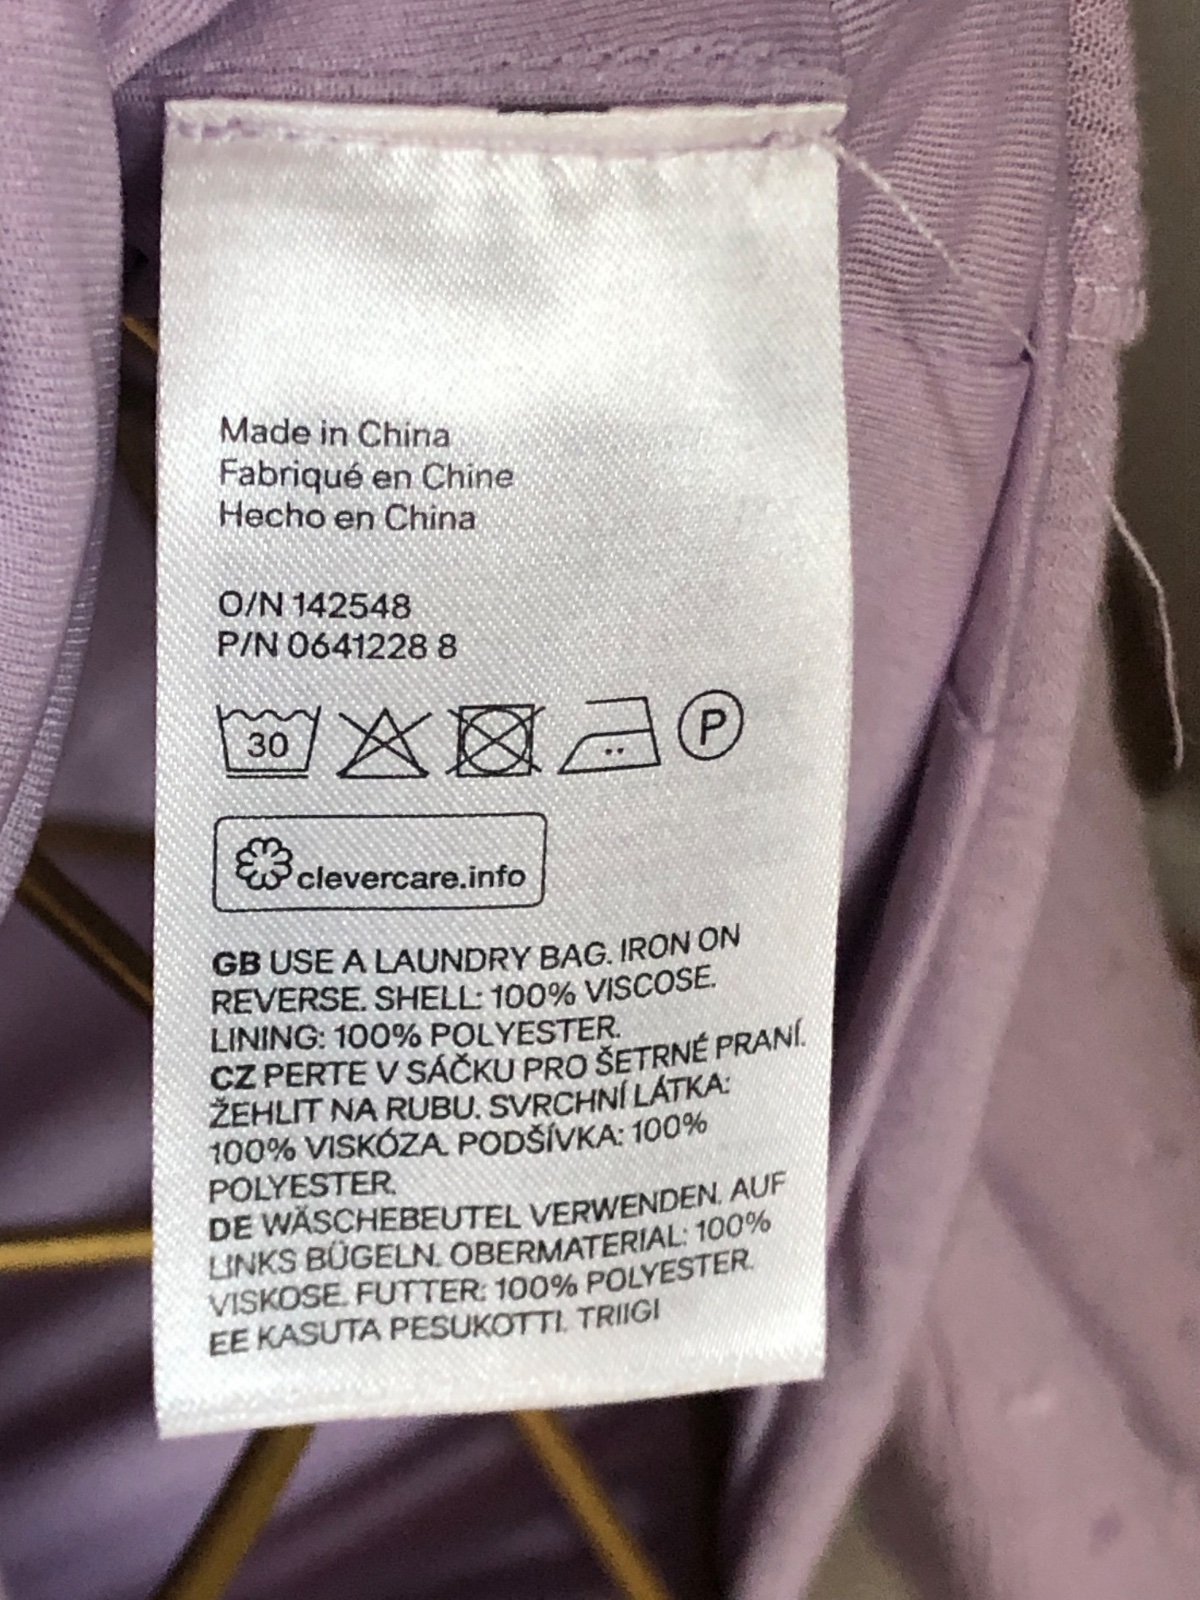 Made in China
Fabriqué en Chine
Hecho en China
O/N 142548
P/N 0641228 8
30 P
clevercare.info
GB USE A LAUNDRY BAG. IRON ON
REVERSE. SHELL: 100% VISCOSE.
LINING: 100% POLYESTER.
CZ PERTE V SÁČKU PRO ŠETRNÉ PRANÍ.
ŽEHLIT NA RUBU. SVRCHNÍ LÁTKA:
100% VISKÓZA. PODŠÍVKA: 100%
POLYESTER.
DE WÄSCHEBEUTEL VERWENDEN. AUF
LINKS BÜGELN. OBERMATERIAL: 100%
VISKOSE. FUTTER: 100% POLYESTER.
EE KASUTA PESUKOTTI. TRIIGI